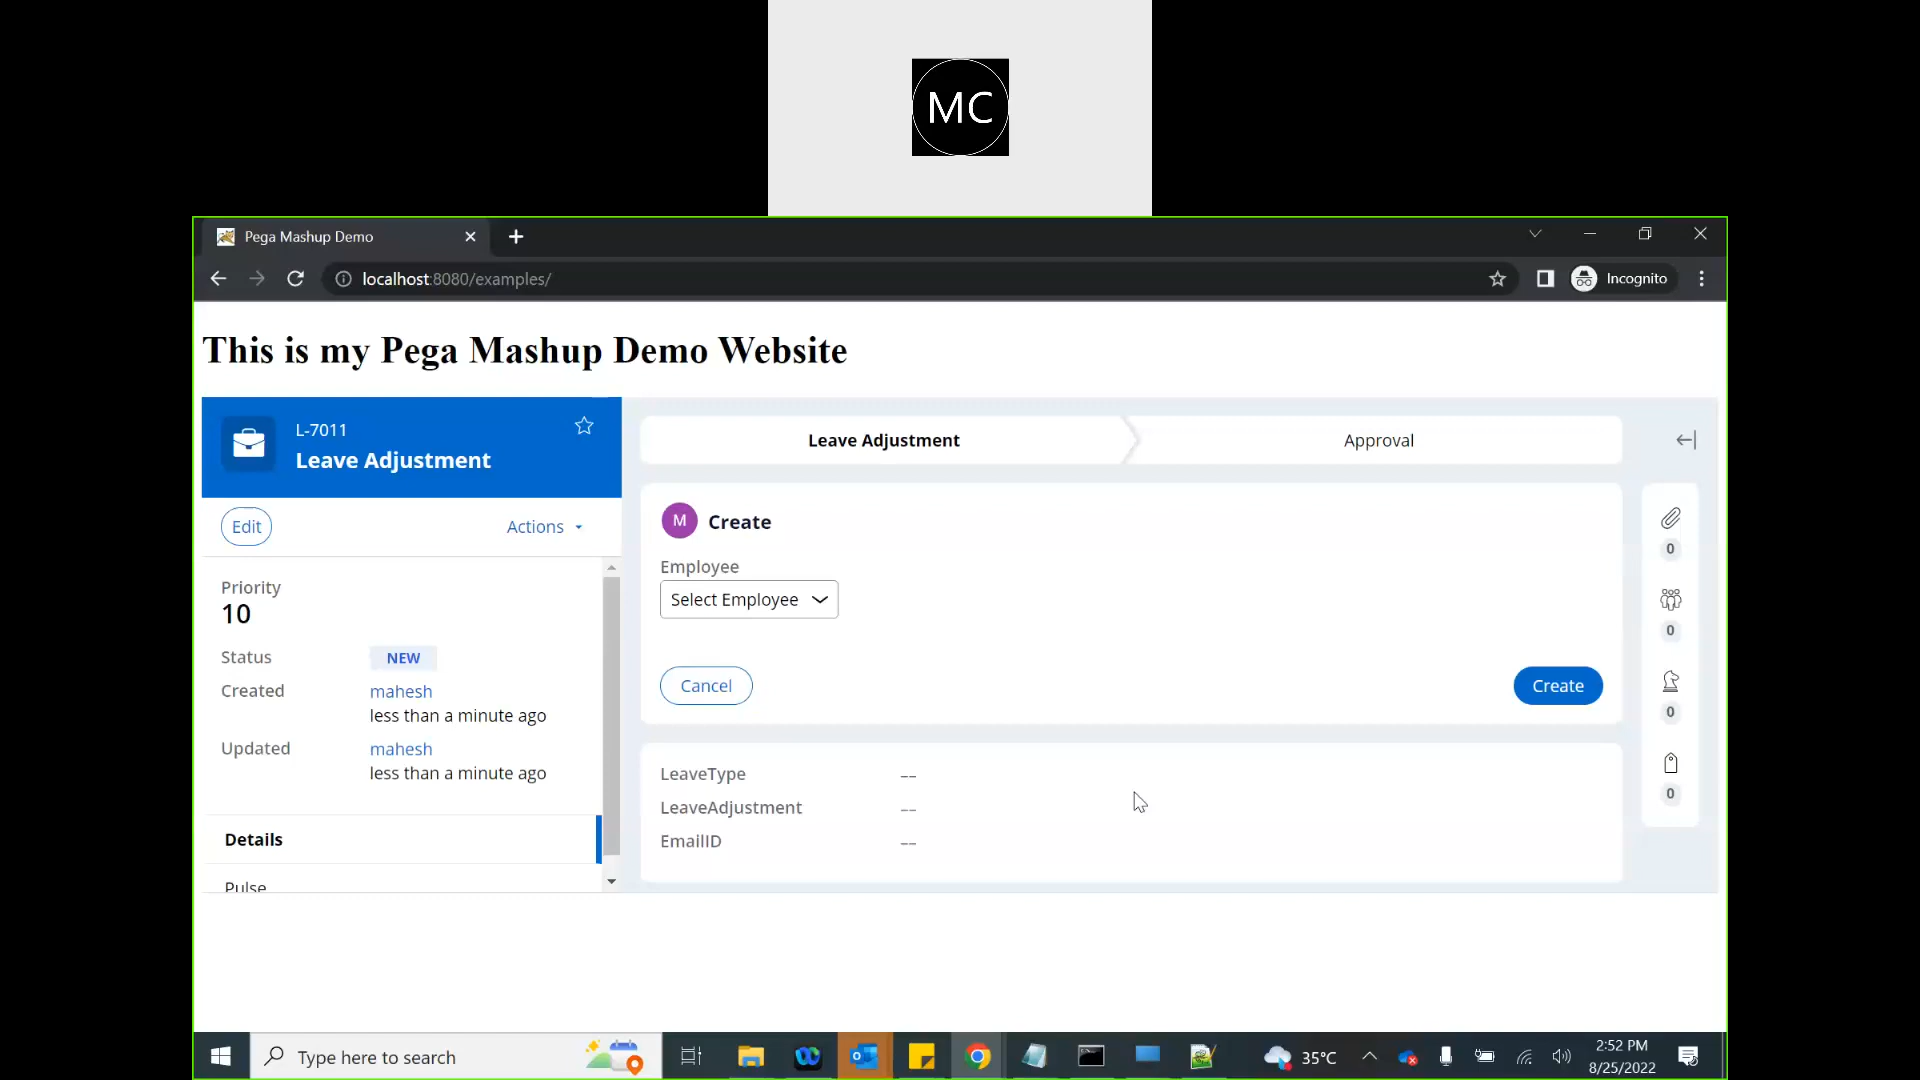 MC
Pega Mashup Demo
localhost:8080/examples/
Incognito
This is my Pega Mashup Demo Website
L-7011
Leave Adjustment
Edit
Actions
Priority
10
Status NEW
Created mahesh
less than a minute ago
Updated mahesh
less than a minute ago
Details
Pulse
Leave Adjustment
Approval
M Create
Employee
Select Employee
Cancel
Create
LeaveType --
LeaveAdjustment --
EmailID --
0
0
0
0
Type here to search
35°C
2:52 PM
8/25/2022